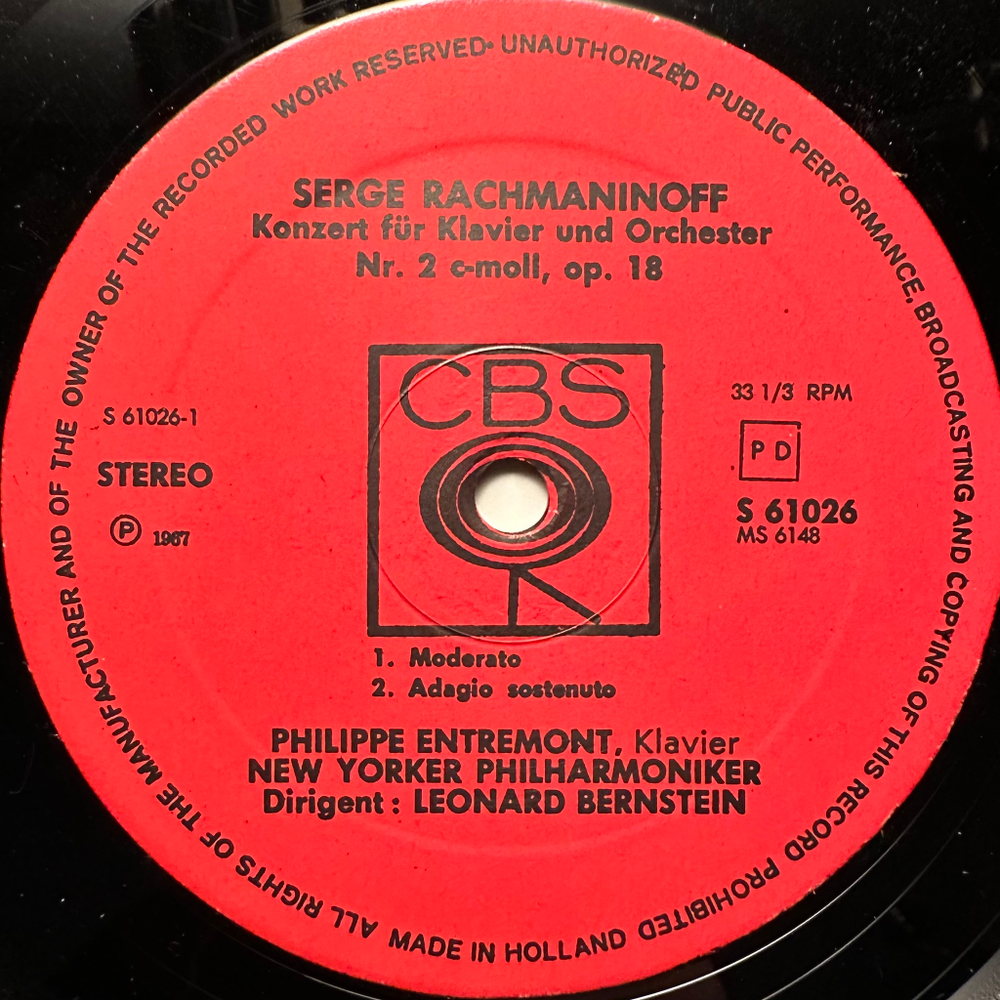 ALL RIGHTS OF THE MANUFACTURER AND OF THE OWNER OF THE RECORDED WORK RESERVED· UNAUTHORIZED PUBLIC PERFORMANCE, BROADCASTING AND COPYING OF THIS RECORD PROHIBITED
SERGE RACHMANINOFF
Konzert für Klavier und Orchester
Nr. 2 c-moll, op. 18
CBS
S 61026-1
STEREO
Ⓟ 1967
33 1/3 RPM
P D
S 61026
MS 6148
1. Moderato
2. Adagio sostenuto
PHILIPPE ENTREMONT, Klavier
NEW YORKER PHILHARMONIKER
Dirigent : LEONARD BERNSTEIN
MADE IN HOLLAND